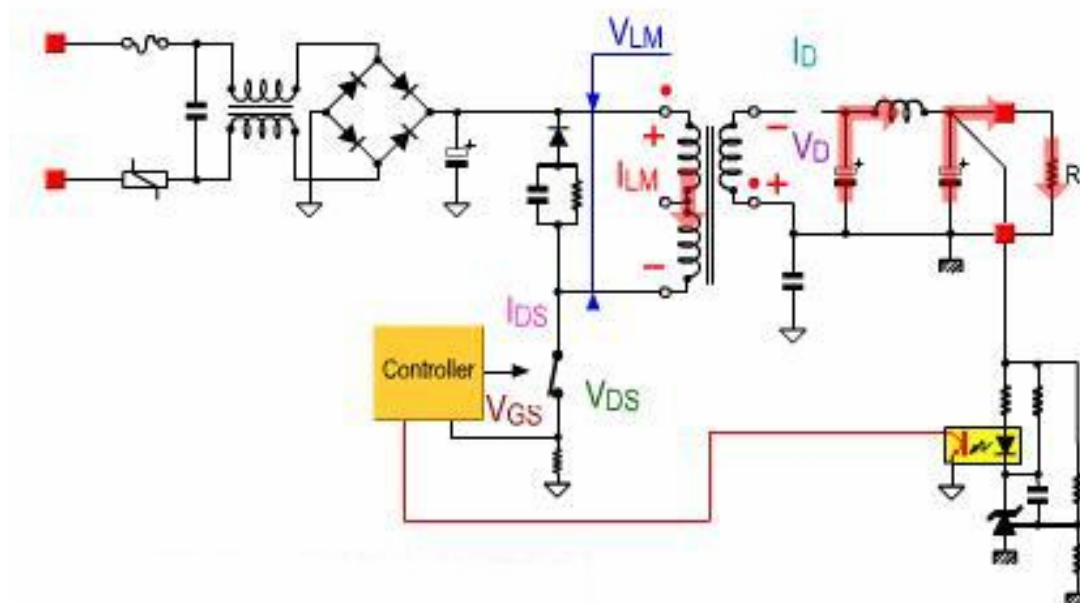 VLM
ID
+
-
VD
ILM
+
-
IDS
Controller
VGS
VDS
R